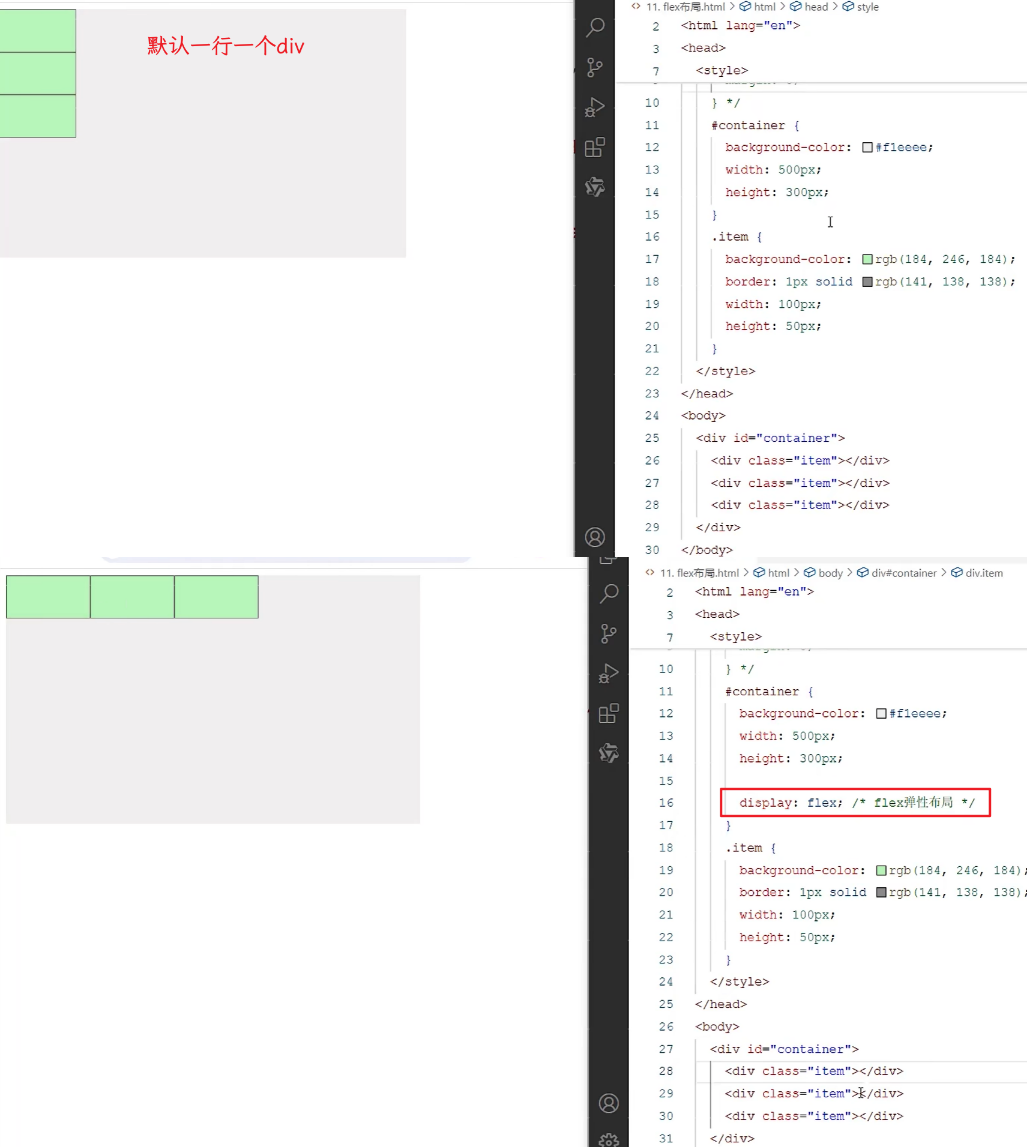 默认一行一个div
<> 11. flex布局.html > html > head > style
2 <html lang="en">
3 <head>
7 <style>
10 } */
11 #container {
12 background-color: #f1eeee;
13 width: 500px;
14 height: 300px;
15 }
16 .item {
17 background-color: rgb(184, 246, 184);
18 border: 1px solid rgb(141, 138, 138);
19 width: 100px;
20 height: 50px;
21 }
22 </style>
23 </head>
24 <body>
25 <div id="container">
26 <div class="item"></div>
27 <div class="item"></div>
28 <div class="item"></div>
29 </div>
30 </body>
<> 11. flex布局.html > html > body > div#container > div.item
2 <html lang="en">
3 <head>
7 <style>
10 } */
11 #container {
12 background-color: #f1eeee;
13 width: 500px;
14 height: 300px;
15
16 display: flex; /* flex弹性布局 */
17 }
18 .item {
19 background-color: rgb(184, 246, 184);
20 border: 1px solid rgb(141, 138, 138);
21 width: 100px;
22 height: 50px;
23 }
24 </style>
25 </head>
26 <body>
27 <div id="container">
28 <div class="item"></div>
29 <div class="item"></div>
30 <div class="item"></div>
31 </div>